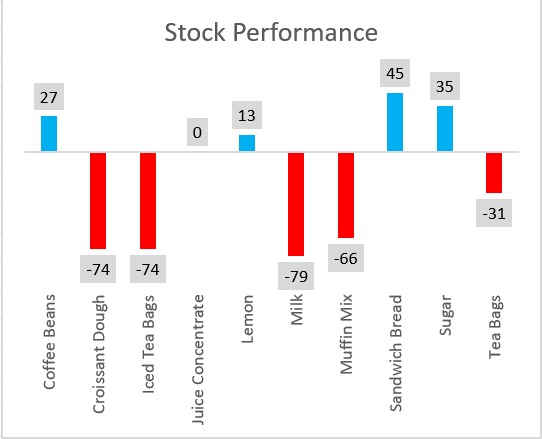 Stock Performance
27
-74
-74
0
13
-79
-66
45
35
-31
Coffee Beans
Croissant Dough
Iced Tea Bags
Juice Concentrate
Lemon
Milk
Muffin Mix
Sandwich Bread
Sugar
Tea Bags